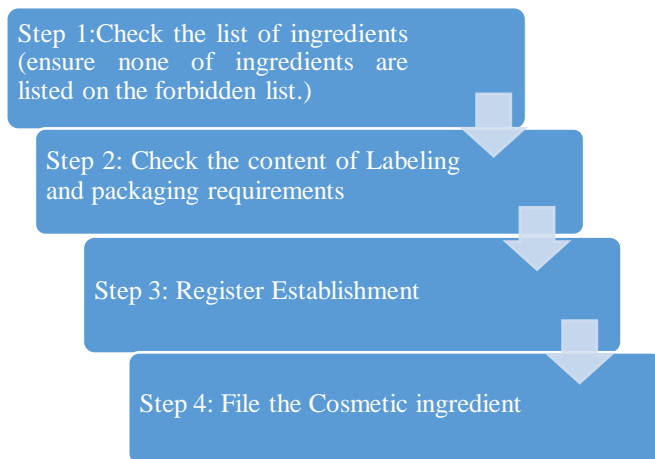 Step 1:Check the list of ingredients
(ensure none of ingredients are
listed on the forbidden list.)
Step 2: Check the content of Labeling
and packaging requirements
Step 3: Register Establishment
Step 4: File the Cosmetic ingredient